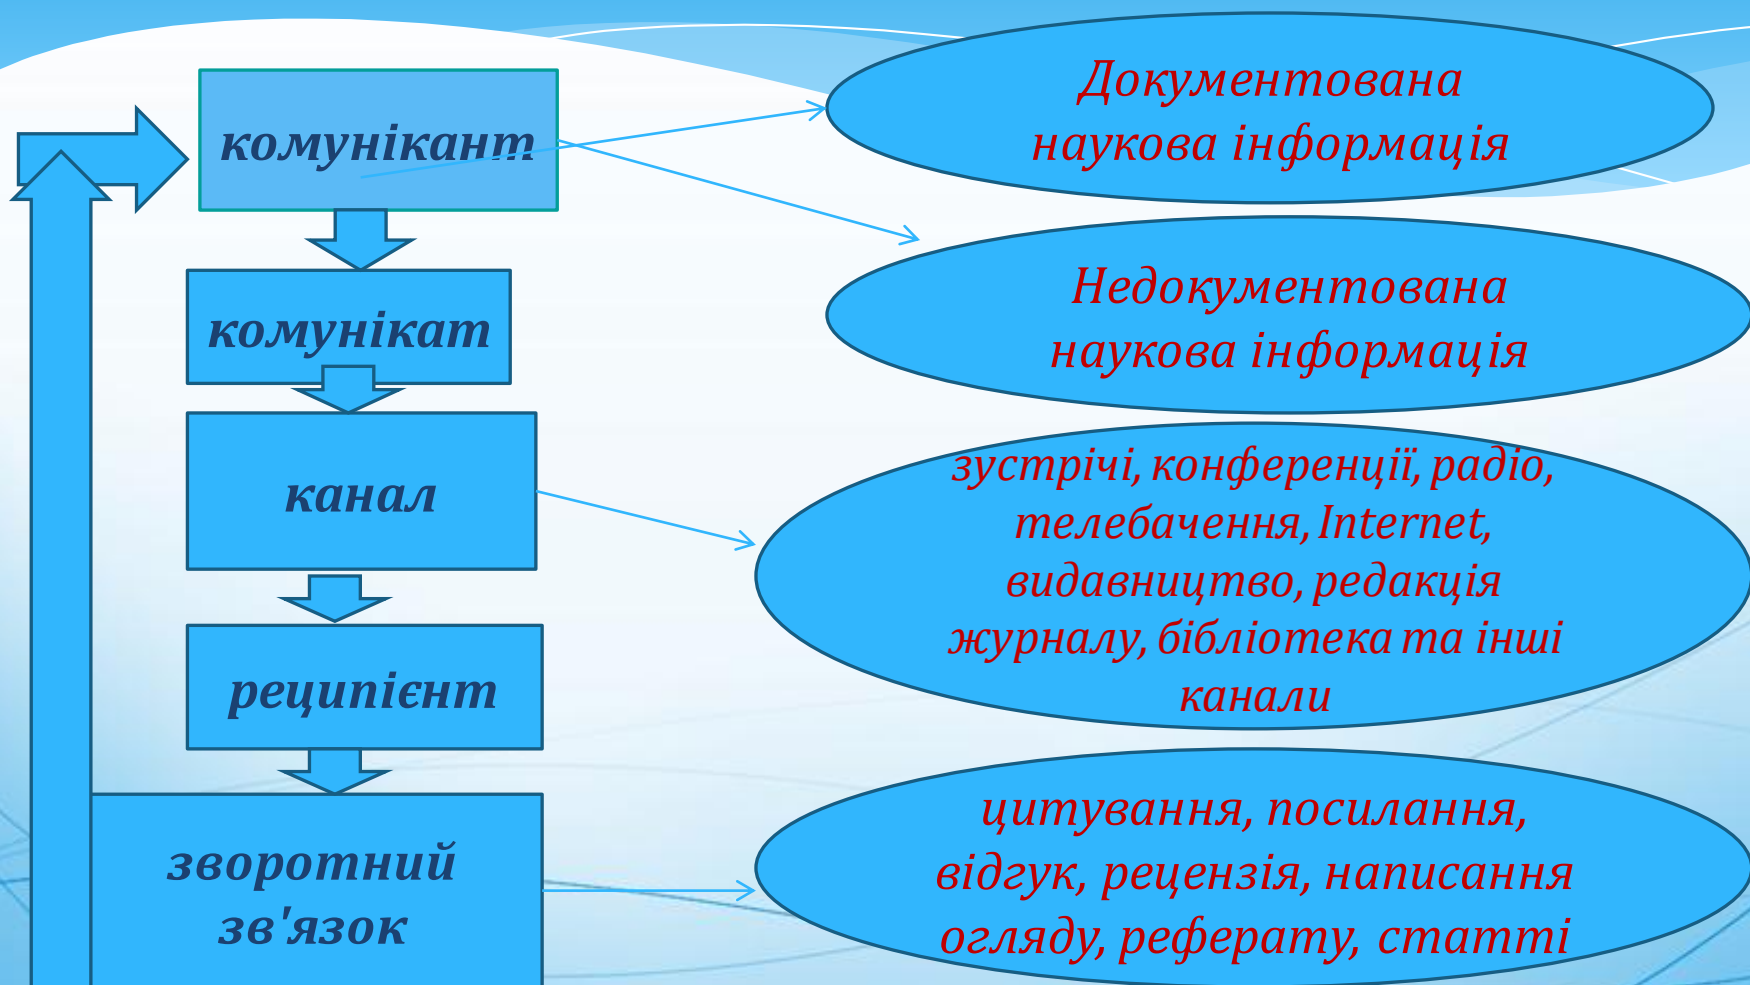 комунікант
комунікат
канал
реципієнт
зворотний
зв'язок
Документована
наукова інформація
Недокументована
наукова інформація
зустрічі, конференції, радіо,
телебачення, Internet,
видавництво, редакція
журналу, бібліотека та інші
канали
цитування, посилання,
відгук, рецензія, написання
огляду, реферату, статті